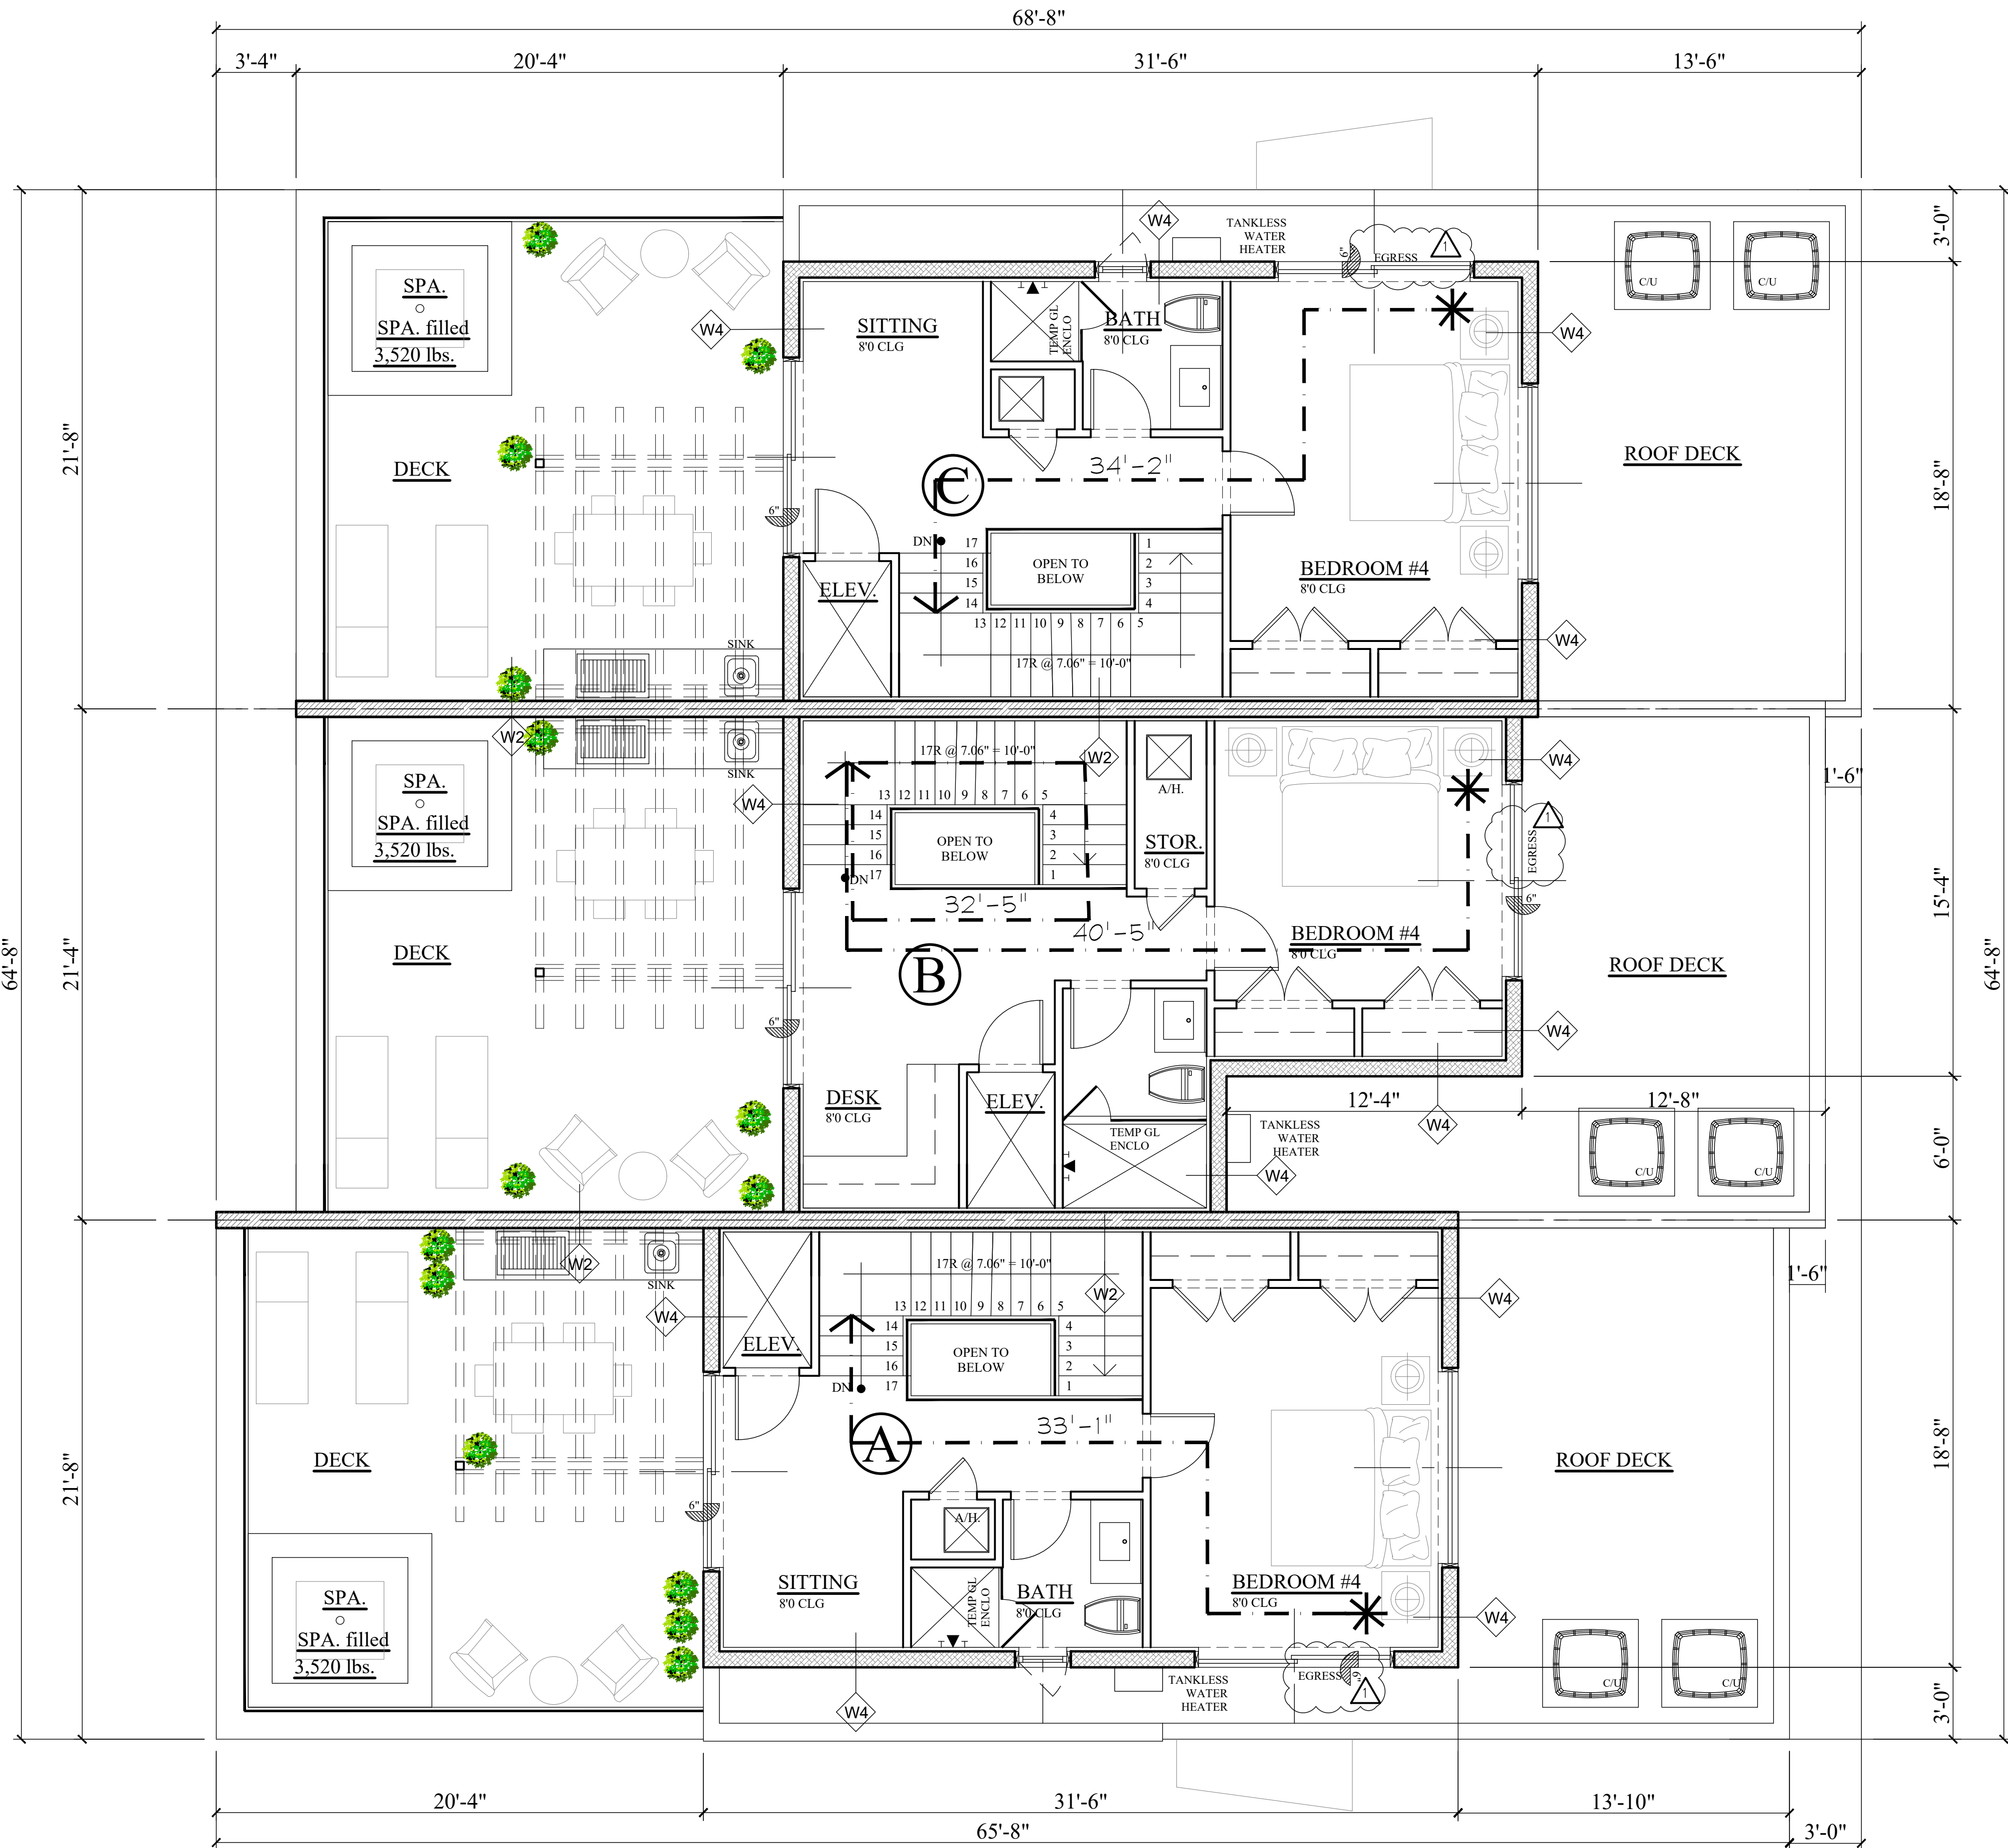 68'-8"
3'-4"
20'-4"
31'-6"
13'-6"
64'-8"
21'-8"
21'-4"
21'-8"
SPA.
SPA. filled
3,520 lbs.
DECK
SINK
W2
W4
SITTING
8'0 CLG
TEMP GL
ENCLO
BATH
8'0 CLG
W4
TANKLESS
WATER
HEATER
6"
EGRESS
1
W4
C/U
C/U
ROOF DECK
C
34'-2"
6"
DN
17
16
15
14
13 12 11 10 9 8 7 6 5
1
2
3
4
OPEN TO
BELOW
ELEV.
17R @ 7.06" = 10'-0"
BEDROOM #4
8'0 CLG
W4
3'-0"
18'-8"
SPA.
SPA. filled
3,520 lbs.
DECK
SINK
W4
17R @ 7.06" = 10'-0"
W2
13 12 11 10 9 8 7 6 5
14
15
16
17
DN
4
3
2
1
OPEN TO
BELOW
A/H.
STOR.
8'0 CLG
32'-5"
40'-5"
B
BEDROOM #4
8'0 CLG
W4
1
EGRESS
6"
1'-6"
ROOF DECK
15'-4"
64'-8"
6"
DESK
8'0 CLG
ELEV.
TEMP GL
ENCLO
W4
W4
W4
12'-4"
12'-8"
TANKLESS
WATER
HEATER
C/U
C/U
6'-0"
W2
SINK
W4
ELEV.
17R @ 7.06" = 10'-0"
W2
13 12 11 10 9 8 7 6 5
14
15
16
17
DN
4
3
2
1
OPEN TO
BELOW
W4
1'-6"
DECK
6"
A
33'-1"
A/H.
SITTING
8'0 CLG
TEMP GL
ENCLO
BATH
8'0 CLG
BEDROOM #4
8'0 CLG
W4
ROOF DECK
18'-8"
SPA.
SPA. filled
3,520 lbs.
W4
TANKLESS
WATER
HEATER
EGRESS
6"
1
C/U
C/U
3'-0"
20'-4"
31'-6"
13'-10"
65'-8"
3'-0"